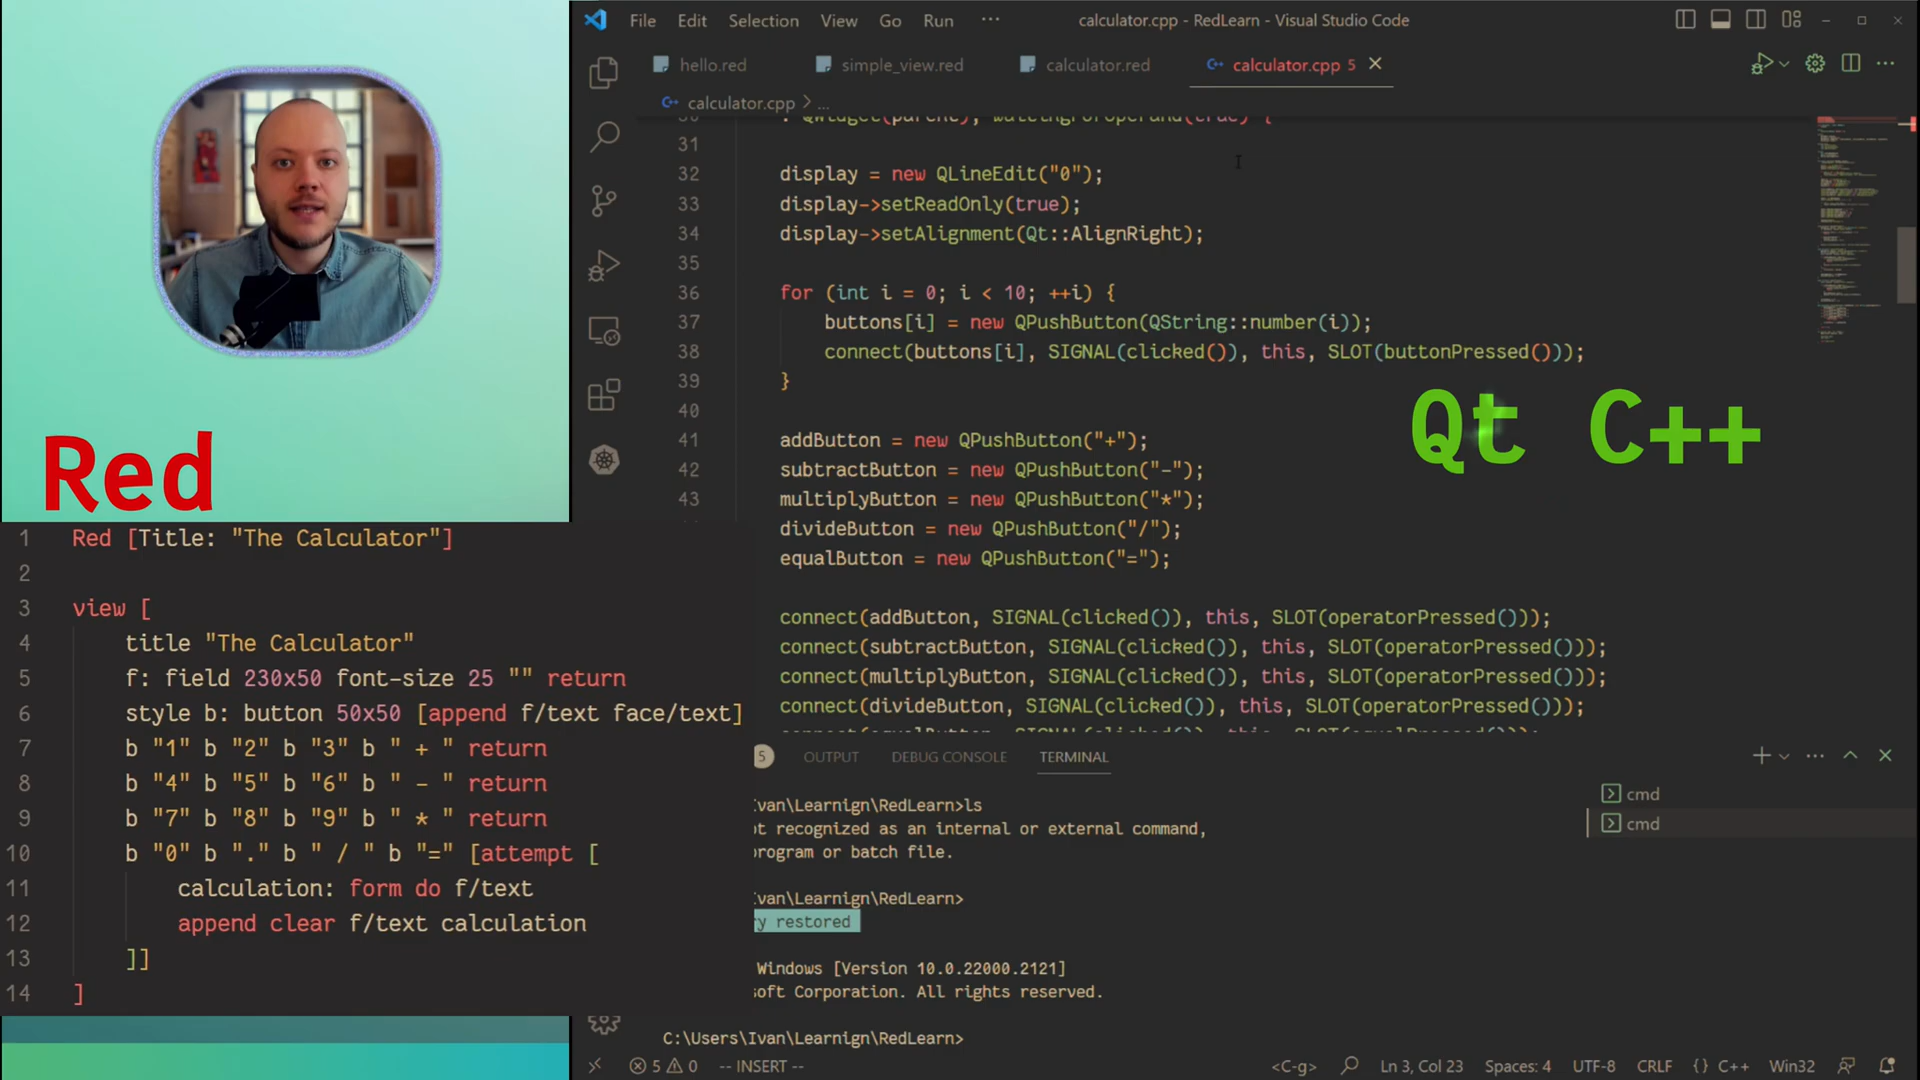 File Edit Selection View Go Run ···
calculator.cpp - RedLearn - Visual Studio Code
hello.red simple_view.red calculator.red calculator.cpp 5
calculator.cpp > ...
31
32 display = new QLineEdit("0");
33 display->setReadOnly(true);
34 display->setAlignment(Qt::AlignRight);
35
36 for (int i = 0; i < 10; ++i) {
37 buttons[i] = new QPushButton(QString::number(i));
38 connect(buttons[i], SIGNAL(clicked()), this, SLOT(buttonPressed()));
39 }
40
41 addButton = new QPushButton("+");
42 subtractButton = new QPushButton("-");
43 multiplyButton = new QPushButton("*");
divideButton = new QPushButton("/");
equalButton = new QPushButton("=");
connect(addButton, SIGNAL(clicked()), this, SLOT(operatorPressed()));
connect(subtractButton, SIGNAL(clicked()), this, SLOT(operatorPressed()));
connect(multiplyButton, SIGNAL(clicked()), this, SLOT(operatorPressed()));
connect(divideButton, SIGNAL(clicked()), this, SLOT(operatorPressed()));
Qt C++
Red
1 Red [Title: "The Calculator"]
2
3 view [
4 title "The Calculator"
5 f: field 230x50 font-size 25 "" return
6 style b: button 50x50 [append f/text face/text]
7 b "1" b "2" b "3" b " + " return
8 b "4" b "5" b "6" b " - " return
9 b "7" b "8" b "9" b " * " return
10 b "0" b "." b " / " b "=" [attempt [
11 calculation: form do f/text
12 append clear f/text calculation
13 ]]
14 ]
5 OUTPUT DEBUG CONSOLE TERMINAL
cmd
cmd
Ivan\Learnign\RedLearn>ls
ot recognized as an internal or external command,
program or batch file.
Ivan\Learnign\RedLearn>
ry restored
Windows [Version 10.0.22000.2121]
soft Corporation. All rights reserved.
C:\Users\Ivan\Learnign\RedLearn>
5 0 -- INSERT -- <C-g> Ln 3, Col 23 Spaces: 4 UTF-8 CRLF {} C++ Win32